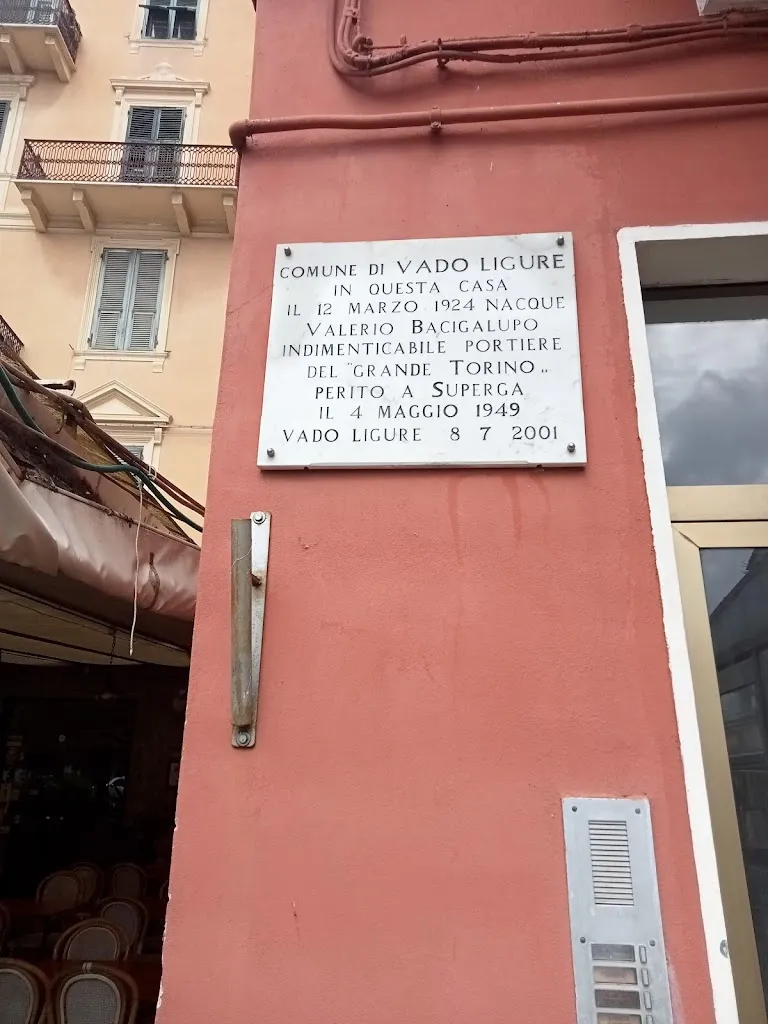 COMUNE DI VADO LIGURE
IN QUESTA CASA
IL 12 MARZO 1924 NACQUE
VALERIO BACIGALUPO
INDIMENTICABILE PORTIERE
DEL "GRANDE TORINO„
PERITO A SUPERGA
IL 4 MAGGIO 1949
VADO LIGURE 8 7 2001